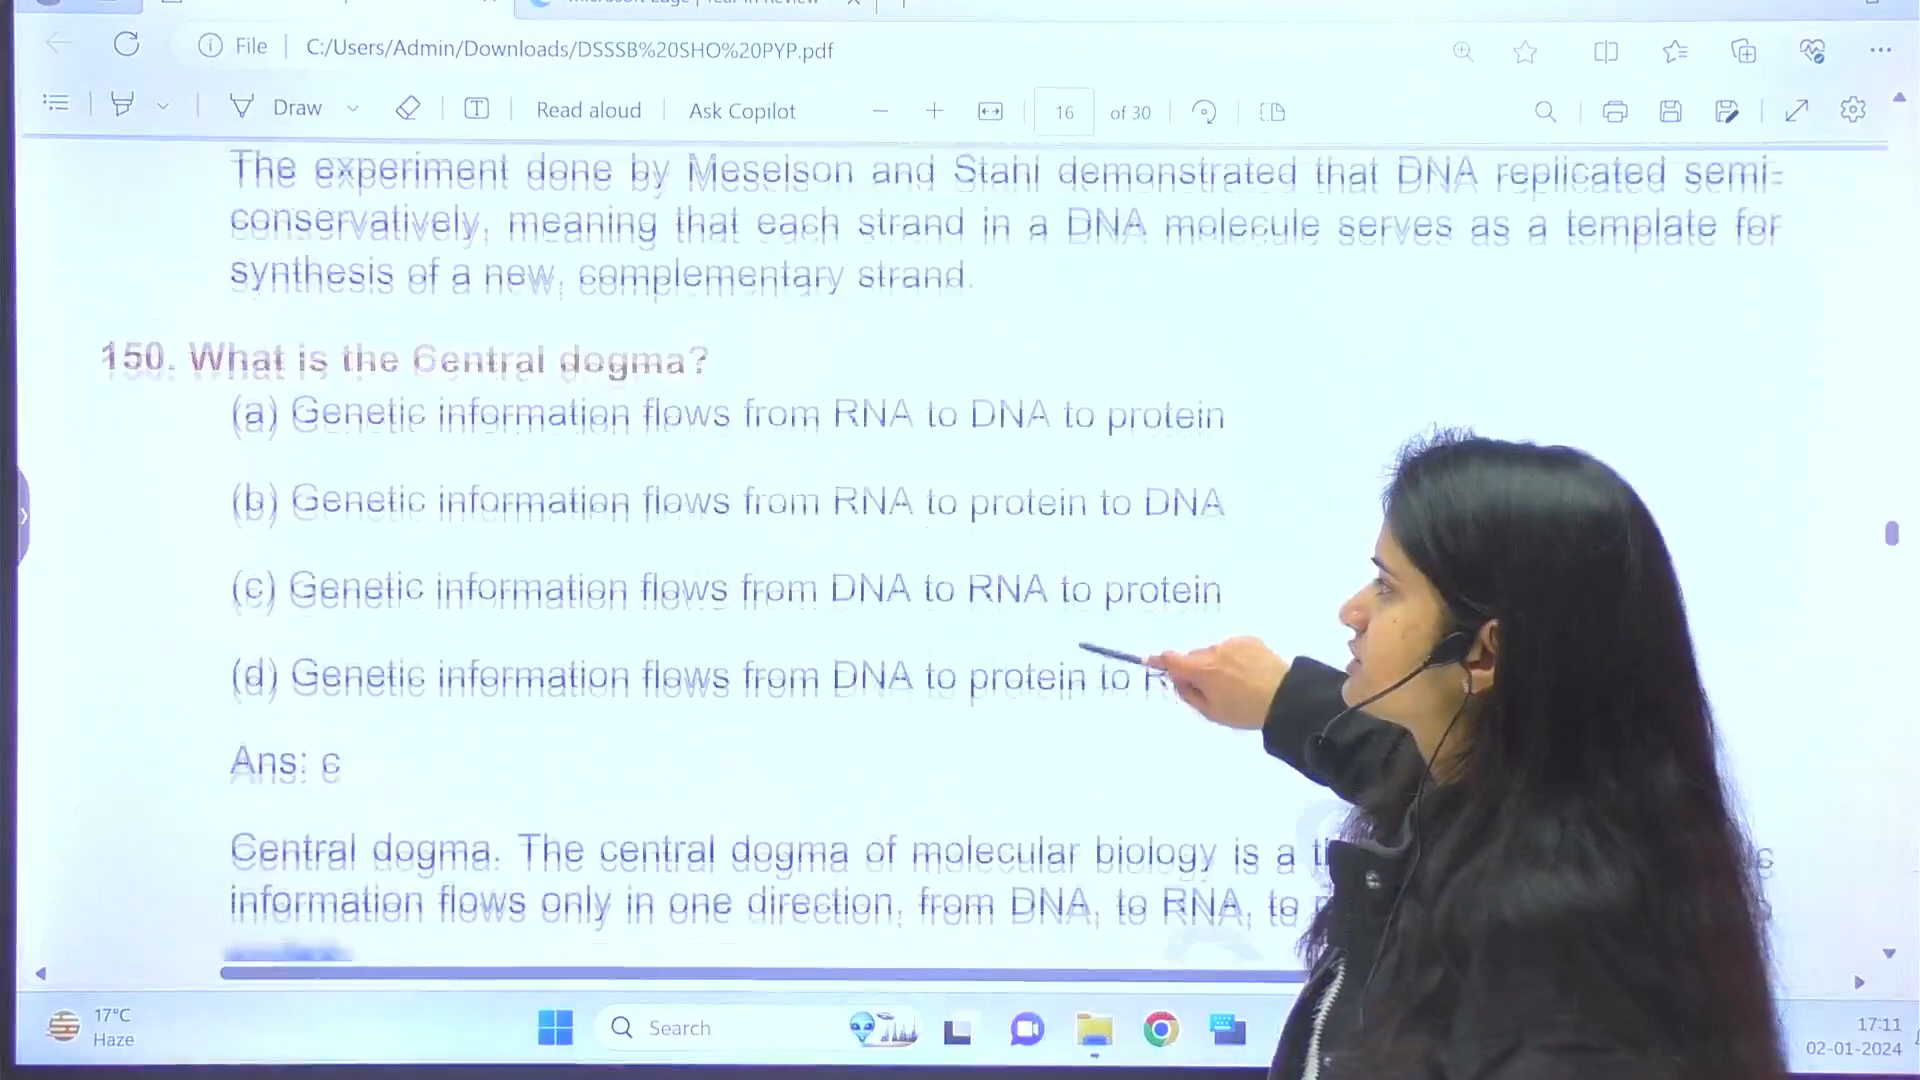 File C:/Users/Admin/Downloads/DSSSB%20SHO%20PYP.pdf
Draw Read aloud Ask Copilot 16 of 30
The experiment done by Meselson and Stahl demonstrated that DNA replicated semi-
conservatively, meaning that each strand in a DNA molecule serves as a template for
synthesis of a new, complementary strand.
150. What is the Central dogma?
(a) Genetic information flows from RNA to DNA to protein
(b) Genetic information flows from RNA to protein to DNA
(c) Genetic information flows from DNA to RNA to protein
(d) Genetic information flows from DNA to protein to
Ans: c
Central dogma. The central dogma of molecular biology is a
information flows only in one direction, from DNA, to RNA, to
17°C
Haze
Search
17:11
02-01-2024